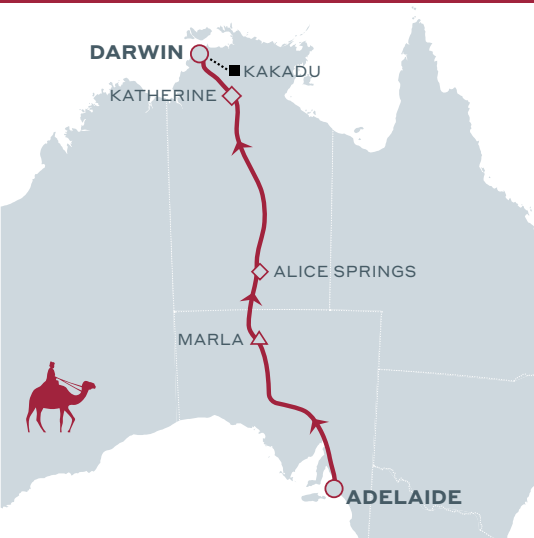 DARWIN
KAKADU
KATHERINE
ALICE SPRINGS
MARLA
ADELAIDE